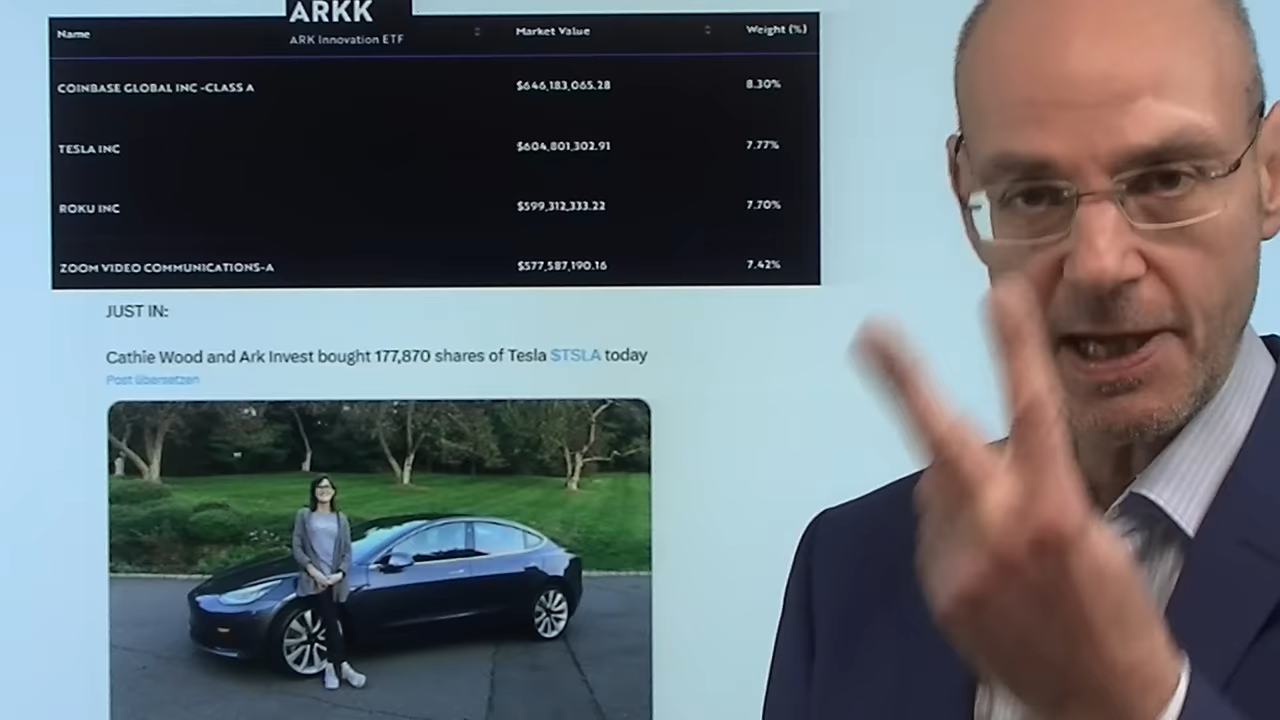 ARKK
ARK Innovation ETF
Name Market Value Weight (%)
COINBASE GLOBAL INC -CLASS A $646,183,065.28 8.30%
TESLA INC $604,801,302.91 7.77%
ROKU INC $599,312,333.22 7.70%
ZOOM VIDEO COMMUNICATIONS-A $577,587,190.16 7.42%
JUST IN:
Cathie Wood and Ark Invest bought 177,870 shares of Tesla $TSLA today
Post übersetzen